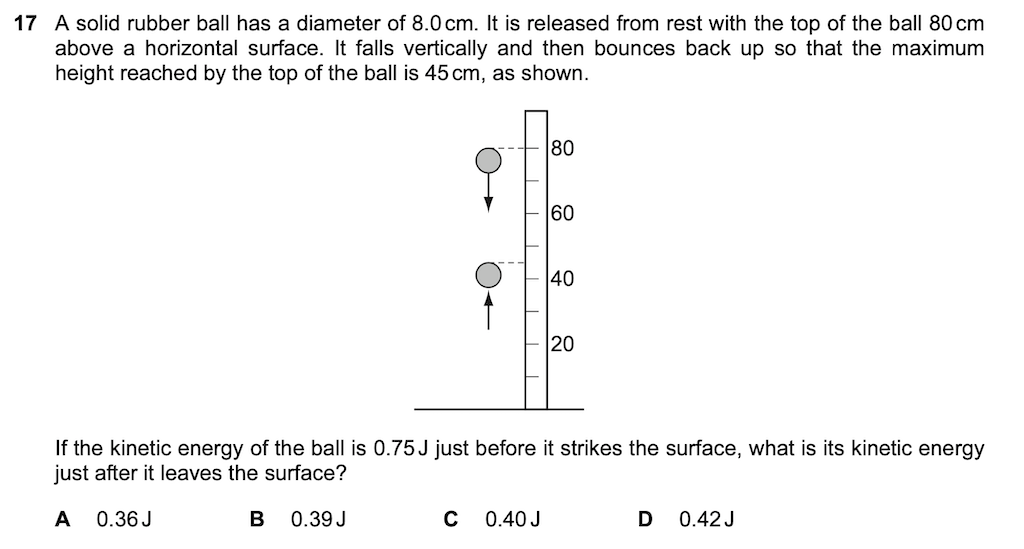 17 A solid rubber ball has a diameter of 8.0 cm. It is released from rest with the top of the ball 80 cm
above a horizontal surface. It falls vertically and then bounces back up so that the maximum
height reached by the top of the ball is 45 cm, as shown.
80
60
40
20
If the kinetic energy of the ball is 0.75 J just before it strikes the surface, what is its kinetic energy
just after it leaves the surface?
A 0.36 J B 0.39 J C 0.40 J D 0.42 J